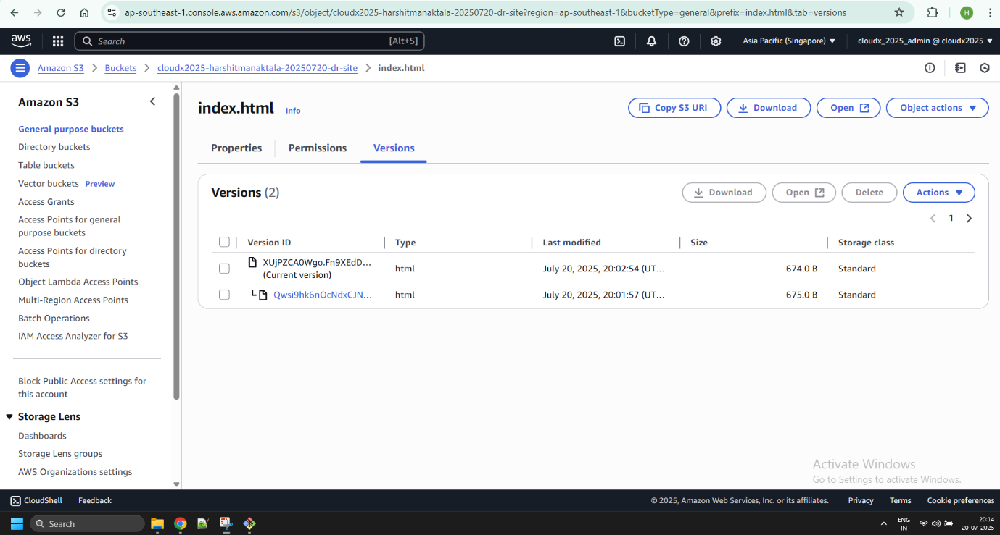 ap-southeast-1.console.aws.amazon.com/s3/object/cloudx2025-harshitmanaktala-20250720-dr-site?region=ap-southeast-1&bucketType=general&prefix=index.html&tab=versions
H
aws
Search [Alt+S]
Asia Pacific (Singapore)
cloudx_2025_admin @ cloudx2025
Amazon S3
Buckets
cloudx2025-harshitmanaktala-20250720-dr-site
index.html
Amazon S3
General purpose buckets
Directory buckets
Table buckets
Vector buckets Preview
Access Grants
Access Points for general
purpose buckets
Access Points for directory
buckets
Object Lambda Access Points
Multi-Region Access Points
Batch Operations
IAM Access Analyzer for S3
Block Public Access settings for
this account
Storage Lens
Dashboards
Storage Lens groups
AWS Organizations settings
index.html Info
Copy S3 URI
Download
Open
Object actions
Properties
Permissions
Versions
Versions (2)
Download
Open
Delete
Actions
1
Version ID Type Last modified Size Storage class
XUjPZCA0Wgo.Fn9XEdD...
(Current version)
html July 20, 2025, 20:02:54 (UT... 674.0 B Standard
Qwsi9hk6nOcNdxCJN... html July 20, 2025, 20:01:57 (UT... 675.0 B Standard
Activate Windows
Go to Settings to activate Windows.
CloudShell
Feedback
© 2025, Amazon Web Services, Inc. or its affiliates.
Privacy
Terms
Cookie preferences
Search
ENG
IN
20:14
20-07-2025